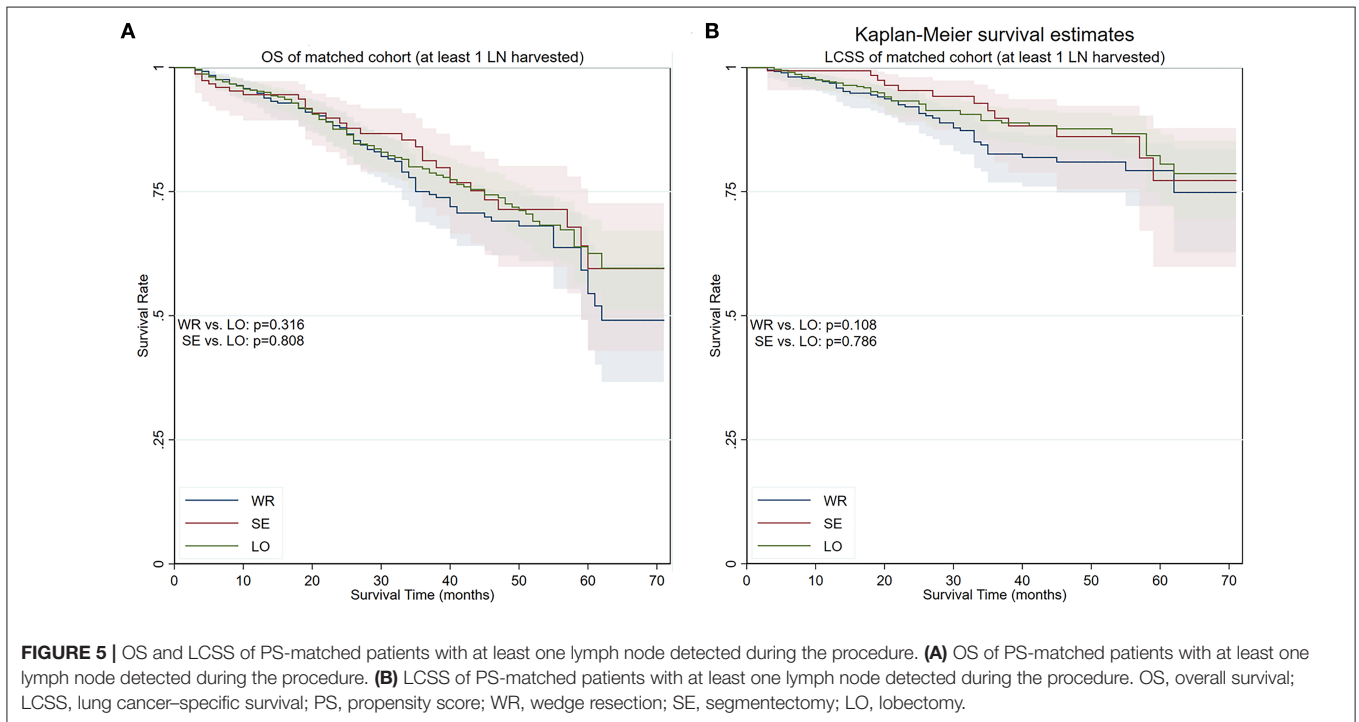 A
OS of matched cohort (at least 1 LN harvested)
1
.75
.5
.25
0
Survival Rate
WR vs. LO: p=0.316
SE vs. LO: p=0.808
WR
SE
LO
0 10 20 30 40 50 60 70
Survival Time (months)
B
Kaplan-Meier survival estimates
LCSS of matched cohort (at least 1 LN harvested)
1
.75
.5
.25
0
Survival Rate
WR vs. LO: p=0.108
SE vs. LO: p=0.786
WR
SE
LO
0 10 20 30 40 50 60 70
Survival Time (months)
FIGURE 5 | OS and LCSS of PS-matched patients with at least one lymph node detected during the procedure. (A) OS of PS-matched patients with at least one
lymph node detected during the procedure. (B) LCSS of PS-matched patients with at least one lymph node detected during the procedure. OS, overall survival;
LCSS, lung cancer–specific survival; PS, propensity score; WR, wedge resection; SE, segmentectomy; LO, lobectomy.